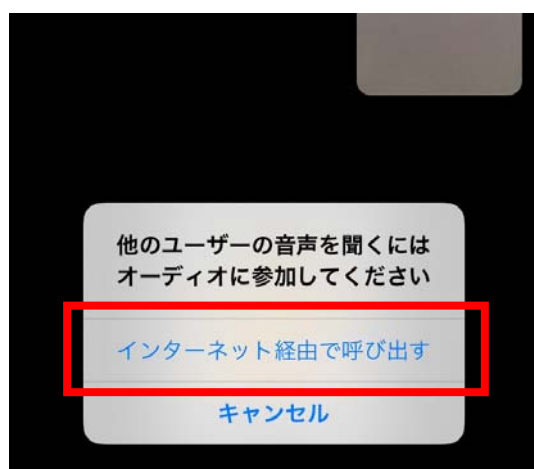 他のユーザーの音声を聞くには
オーディオに参加してください
インターネット経由で呼び出す
キャンセル